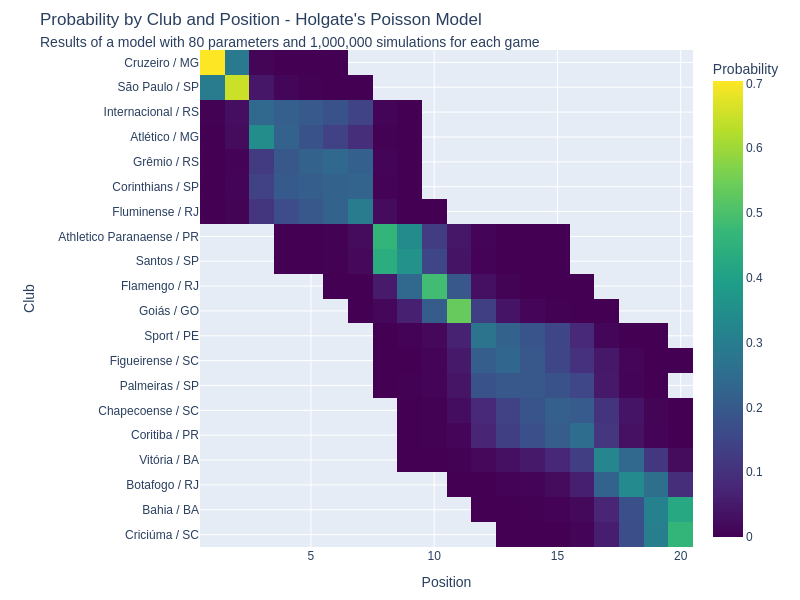 Probability by Club and Position - Holgate's Poisson Model
Results of a model with 80 parameters and 1,000,000 simulations for each game
Probability
Cruzeiro / MG
São Paulo / SP
Internacional / RS
Atlético / MG
Grêmio / RS
Corinthians / SP
Fluminense / RJ
Athletico Paranaense / PR
Santos / SP
Flamengo / RJ
Goiás / GO
Sport / PE
Figueirense / SC
Palmeiras / SP
Chapecoense / SC
Coritiba / PR
Vitória / BA
Botafogo / RJ
Bahia / BA
Criciúma / SC
Club
5
10
15
20
Position
0.7
0.6
0.5
0.4
0.3
0.2
0.1
0